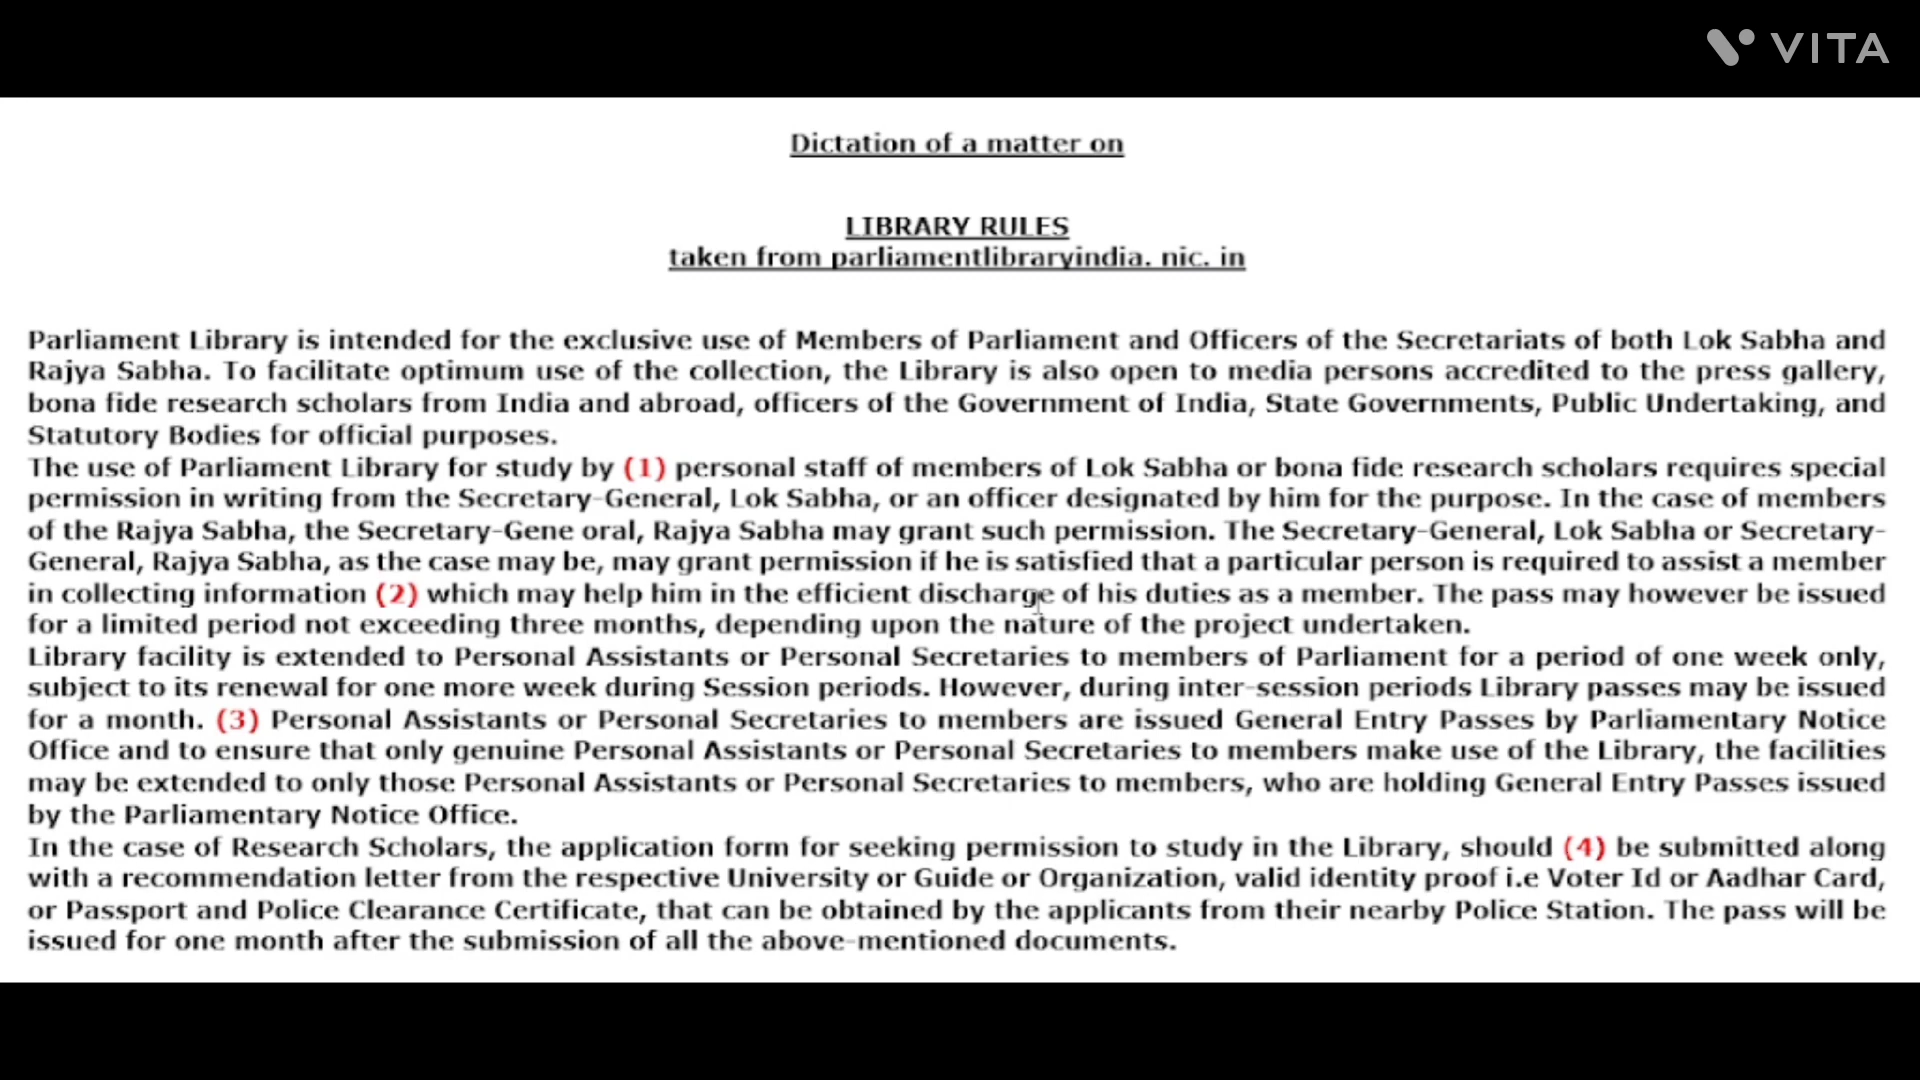 VITA
Dictation of a matter on
LIBRARY RULES
taken from parliamentlibraryindia. nic. in
Parliament Library is intended for the exclusive use of Members of Parliament and Officers of the Secretariats of both Lok Sabha and
Rajya Sabha. To facilitate optimum use of the collection, the Library is also open to media persons accredited to the press gallery,
bona fide research scholars from India and abroad, officers of the Government of India, State Governments, Public Undertaking, and
Statutory Bodies for official purposes.
The use of Parliament Library for study by (1) personal staff of members of Lok Sabha or bona fide research scholars requires special
permission in writing from the Secretary-General, Lok Sabha, or an officer designated by him for the purpose. In the case of members
of the Rajya Sabha, the Secretary-Gene oral, Rajya Sabha may grant such permission. The Secretary-General, Lok Sabha or Secretary-
General, Rajya Sabha, as the case may be, may grant permission if he is satisfied that a particular person is required to assist a member
in collecting information (2) which may help him in the efficient discharge of his duties as a member. The pass may however be issued
for a limited period not exceeding three months, depending upon the nature of the project undertaken.
Library facility is extended to Personal Assistants or Personal Secretaries to members of Parliament for a period of one week only,
subject to its renewal for one more week during Session periods. However, during inter-session periods Library passes may be issued
for a month. (3) Personal Assistants or Personal Secretaries to members are issued General Entry Passes by Parliamentary Notice
Office and to ensure that only genuine Personal Assistants or Personal Secretaries to members make use of the Library, the facilities
may be extended to only those Personal Assistants or Personal Secretaries to members, who are holding General Entry Passes issued
by the Parliamentary Notice Office.
In the case of Research Scholars, the application form for seeking permission to study in the Library, should (4) be submitted along
with a recommendation letter from the respective University or Guide or Organization, valid identity proof i.e Voter Id or Aadhar Card,
or Passport and Police Clearance Certificate, that can be obtained by the applicants from their nearby Police Station. The pass will be
issued for one month after the submission of all the above-mentioned documents.